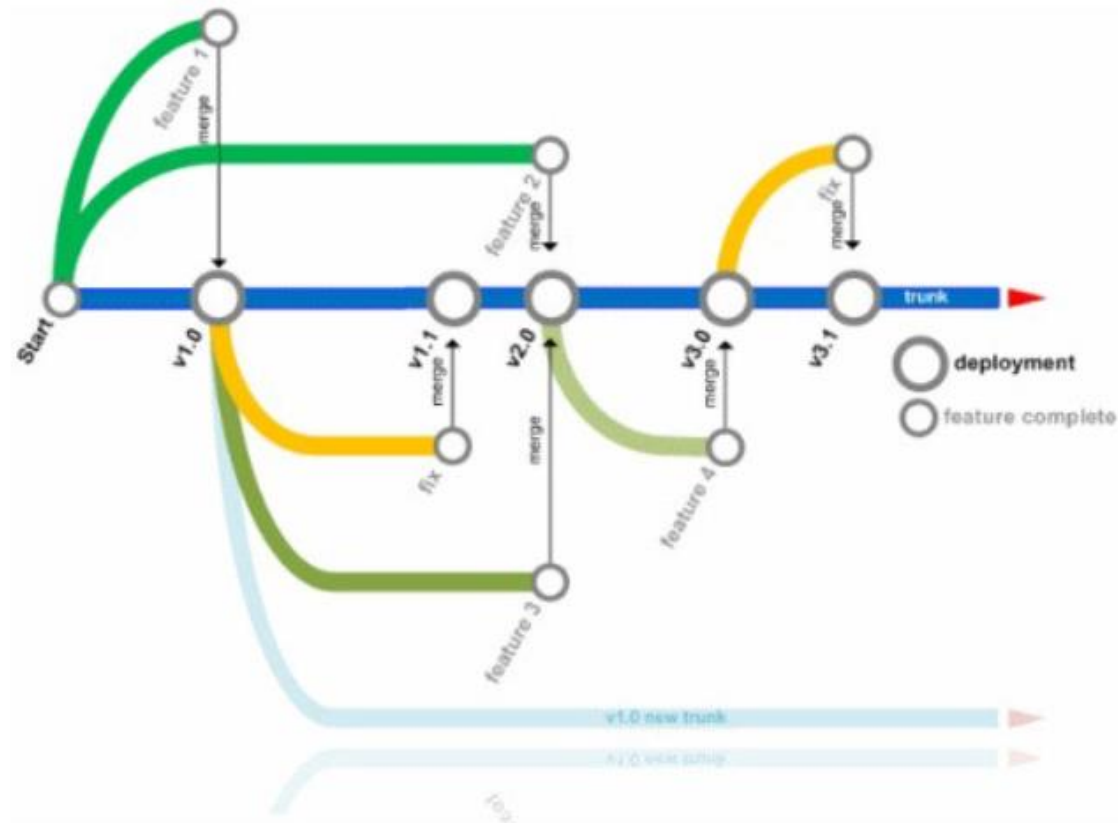 feature 1
merge
feature 2
merge
fix
merge
trunk
Start
v1.0
v1.1
v2.0
v3.0
v3.1
deployment
feature complete
merge
merge
merge
fix
feature 4
feature 3
v1.0 new trunk